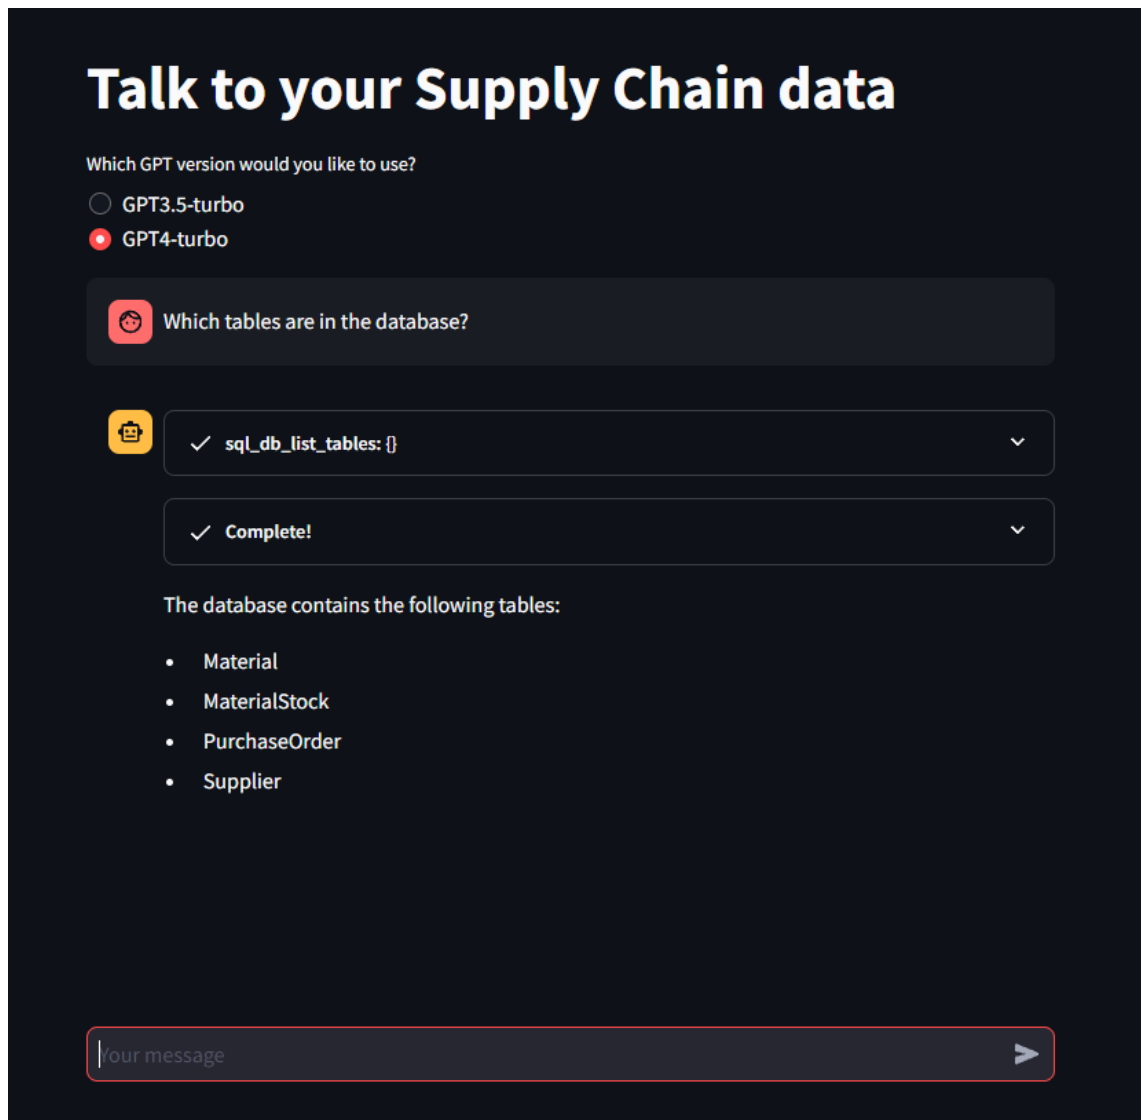 Talk to your Supply Chain data
Which GPT version would you like to use?
GPT3.5-turbo
GPT4-turbo
Which tables are in the database?
sql_db_list_tables: {}
Complete!
The database contains the following tables:
• Material
• MaterialStock
• PurchaseOrder
• Supplier
Your message